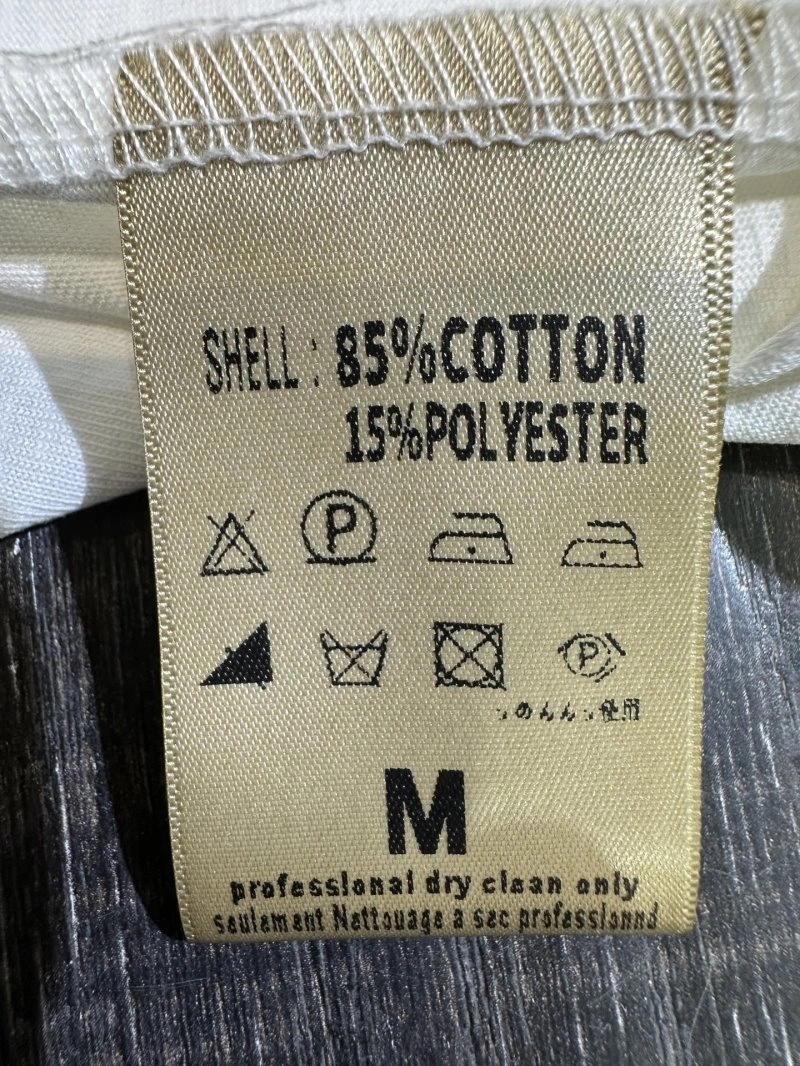 SHELL : 85%COTTON
15%POLYESTER
P
P
M
professional dry clean only
seulement Nettouage a sec professionnd